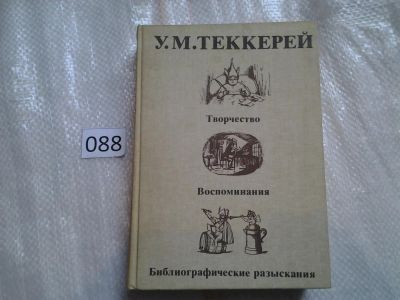 У.М.ТЕККЕРЕЙ
Творчество
088
Воспоминания
Библиографические разыскания